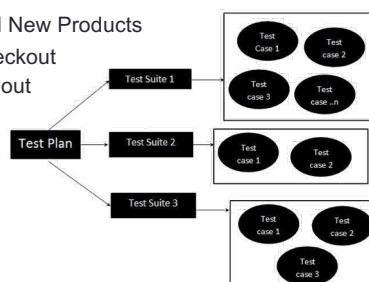 New Products
eckout
out
Test Plan
Test Suite 1
Test
Case 1
Test
case 2
Test
case 3
Test
case ..n
Test Suite 2
Test
case 1
Test
case 2
Test Suite 3
Test
case 1
Test
case 2
Test
case 3